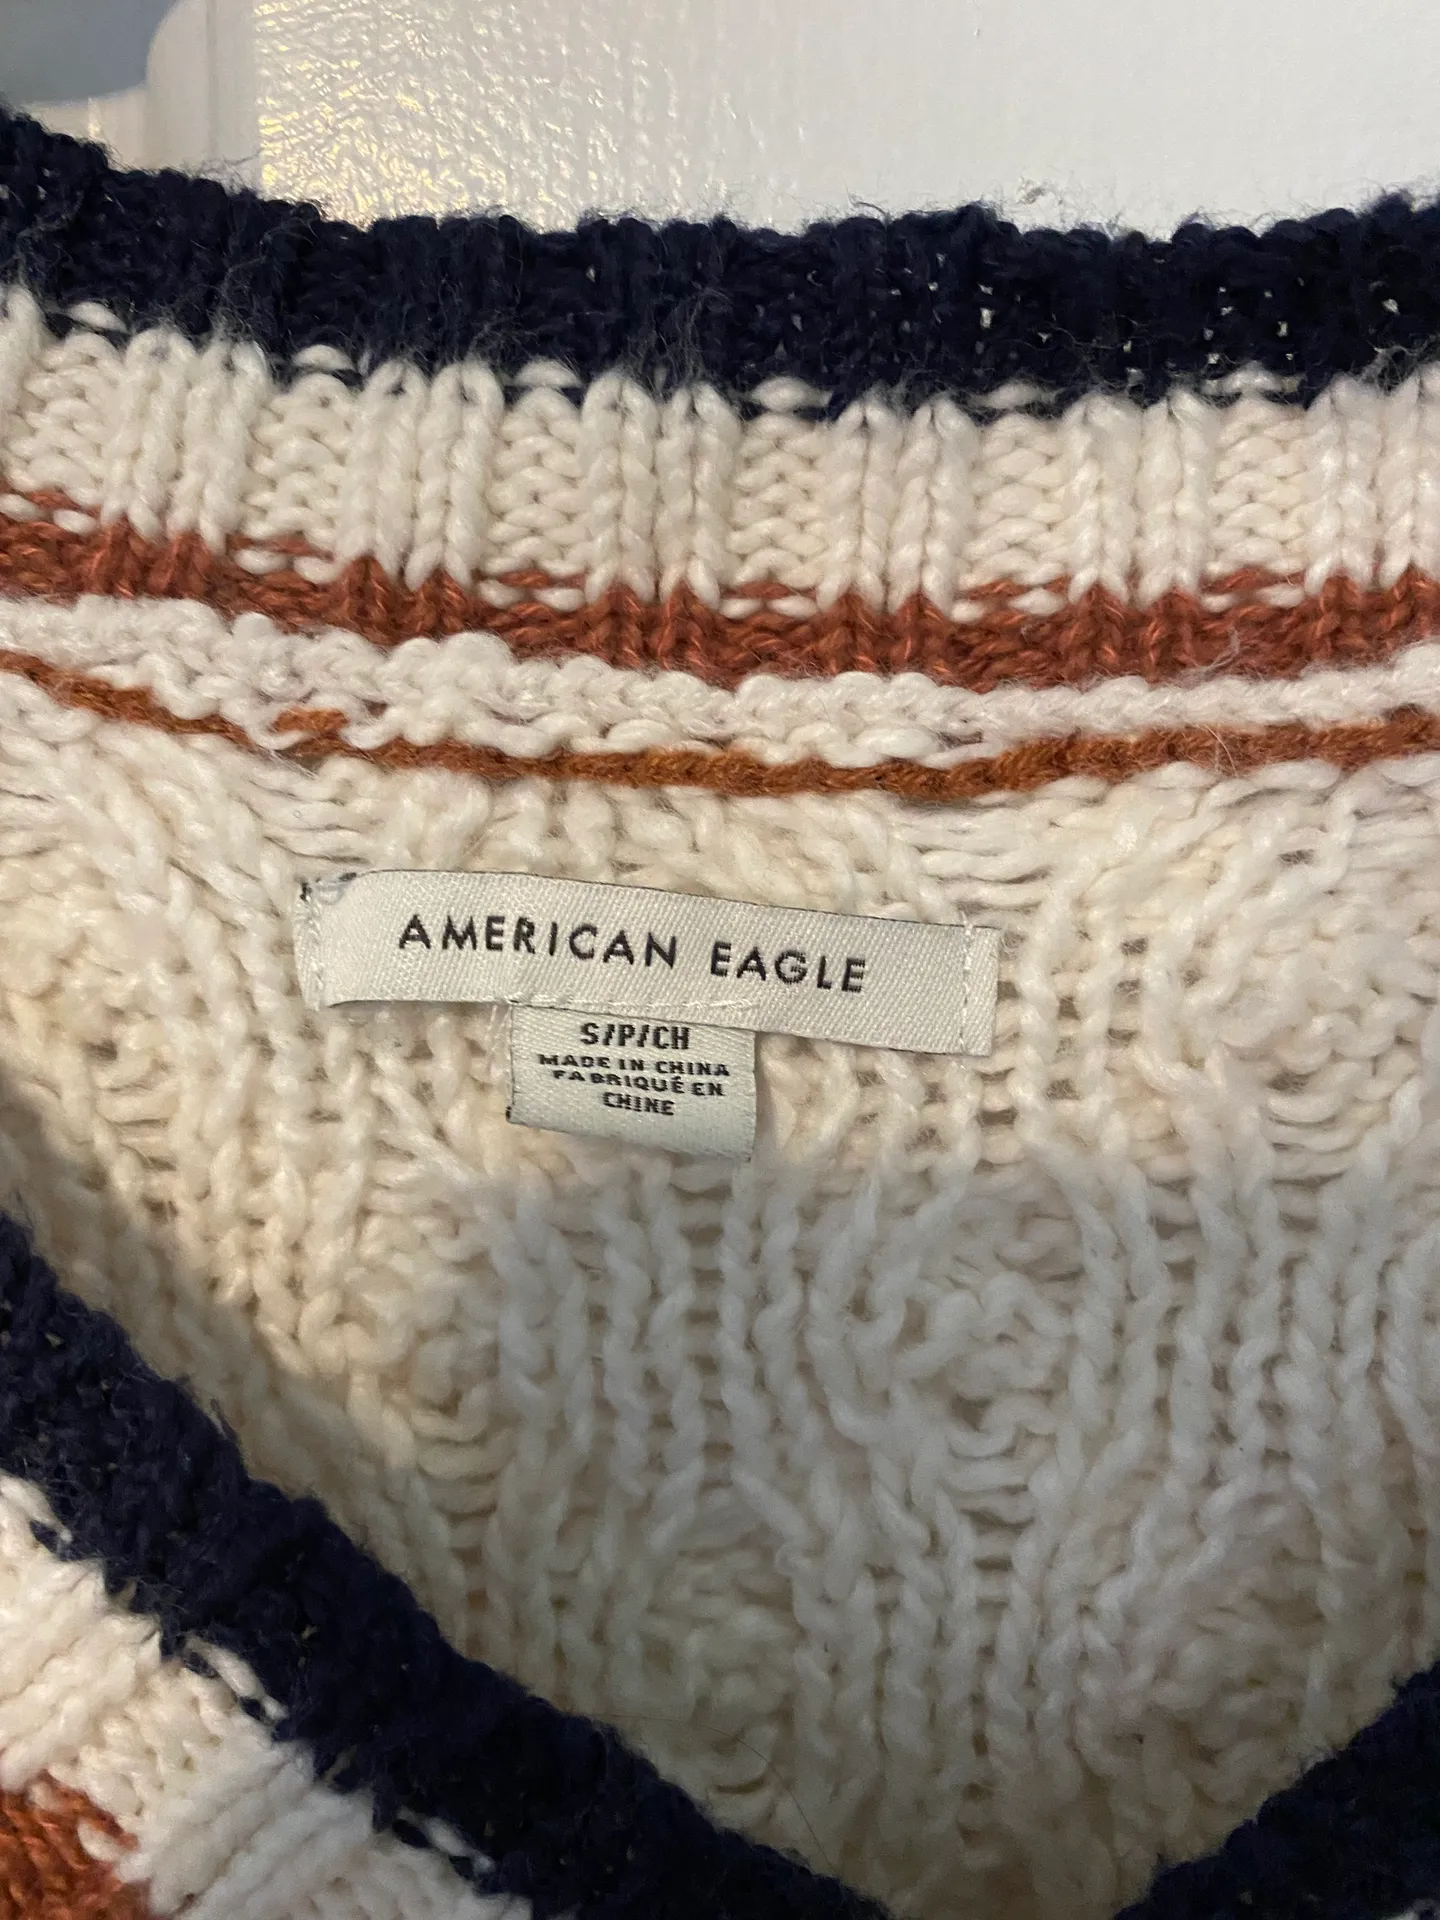 AMERICAN EAGLE
S/P/CH
MADE IN CHINA
FABRIQUÉ EN
CHINE